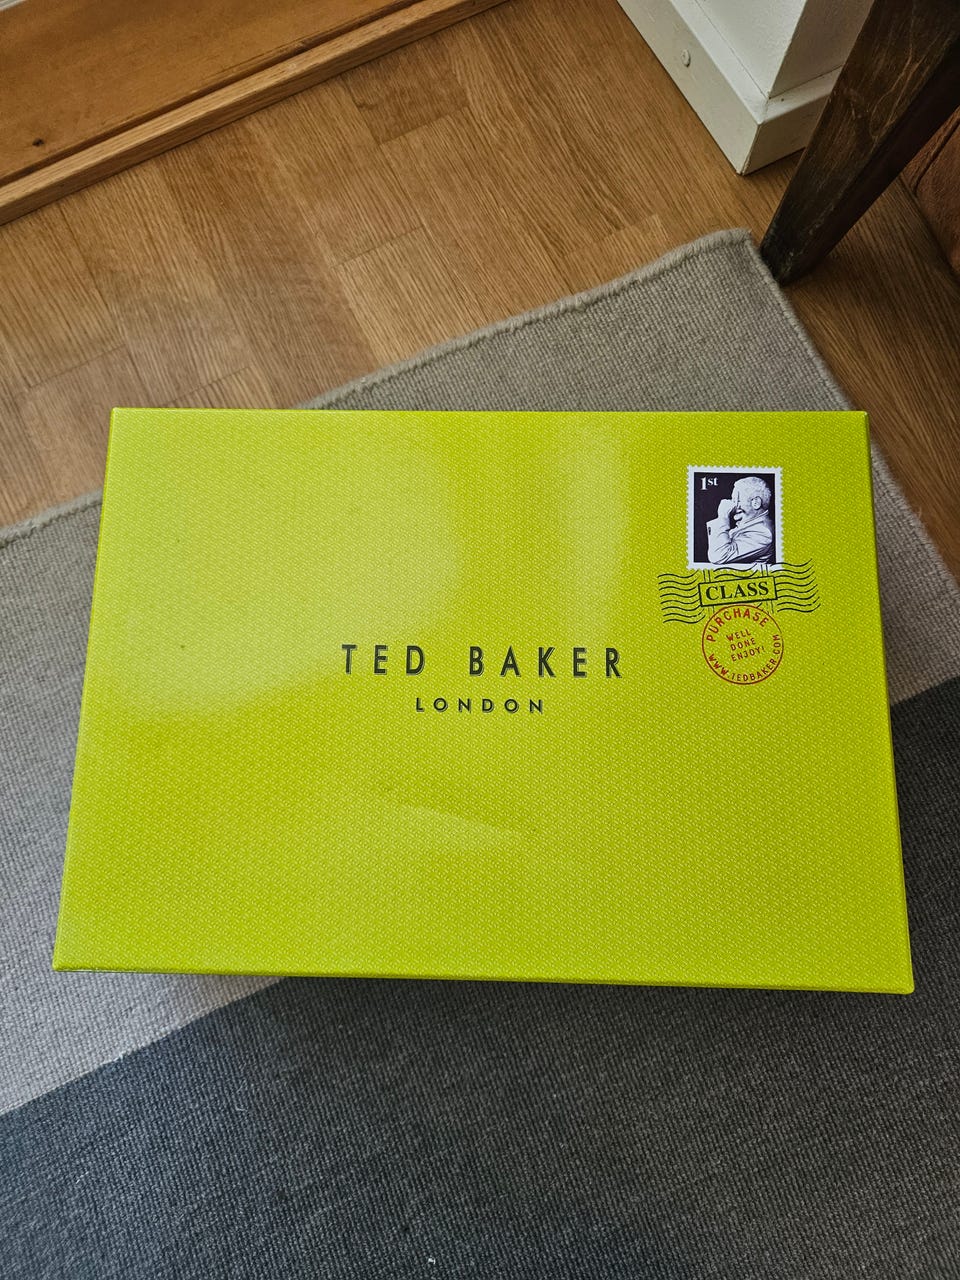 1st
CLASS
PURCHASE
WELL
DONE
ENJOY!
WWW.TEDBAKER.COM
TED BAKER
LONDON